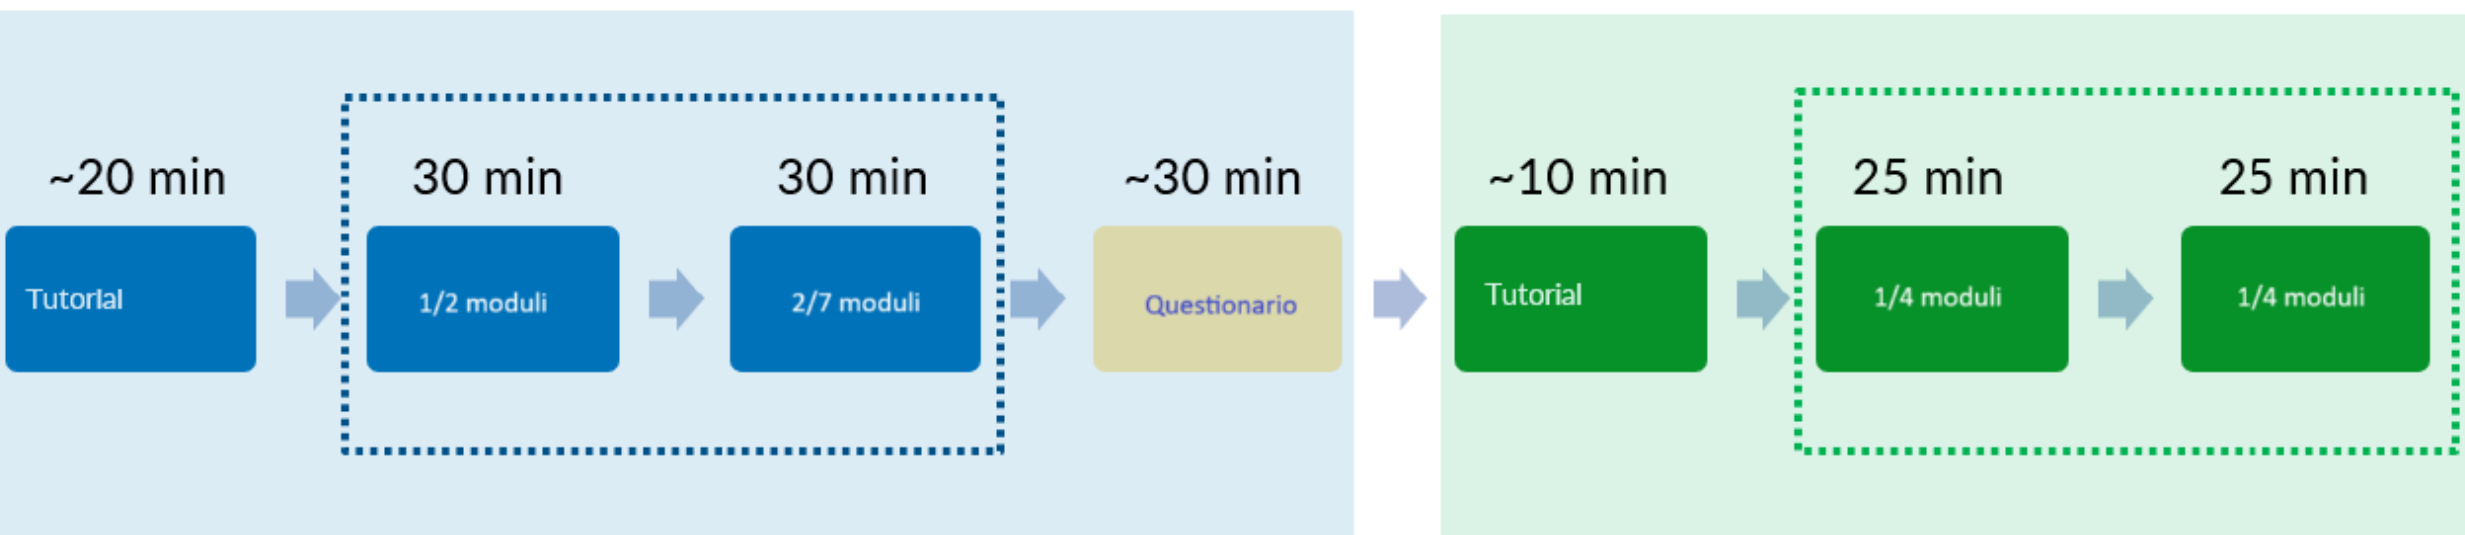 ~20 min
30 min
30 min
~30 min
~10 min
25 min
25 min
Tutorial
1/2 moduli
2/7 moduli
Questionario
Tutorial
1/4 moduli
1/4 moduli